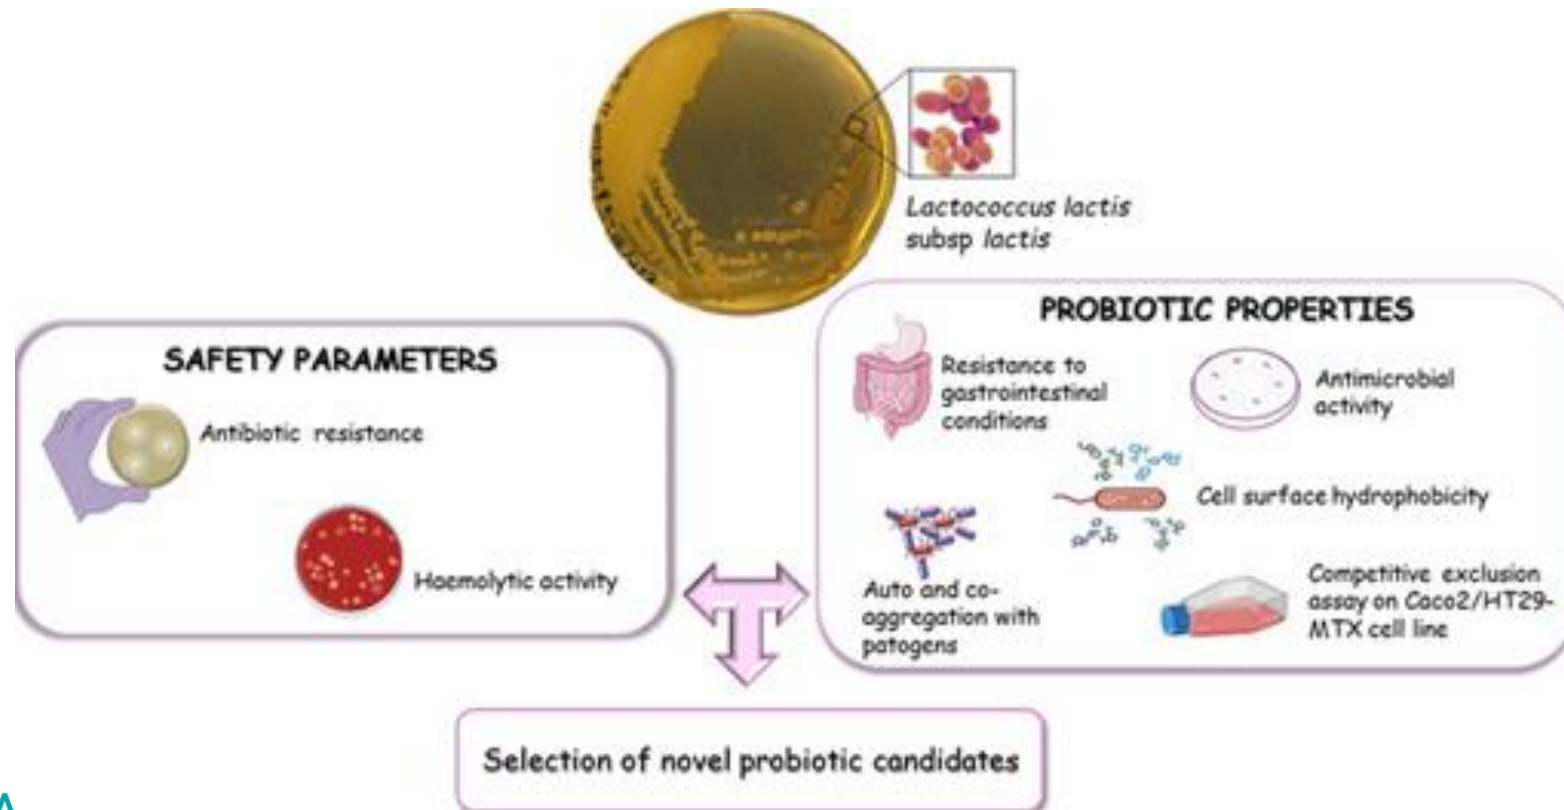 Lactococcus lactis
subsp lactis
SAFETY PARAMETERS
Antibiotic resistance
Haemolytic activity
PROBIOTIC PROPERTIES
Resistance to
gastrointestinal
conditions
Antimicrobial
activity
Cell surface hydrophobicity
Auto and co-
aggregation with
patogens
Competitive exclusion
assay on Caco2/HT29-
MTX cell line
Selection of novel probiotic candidates